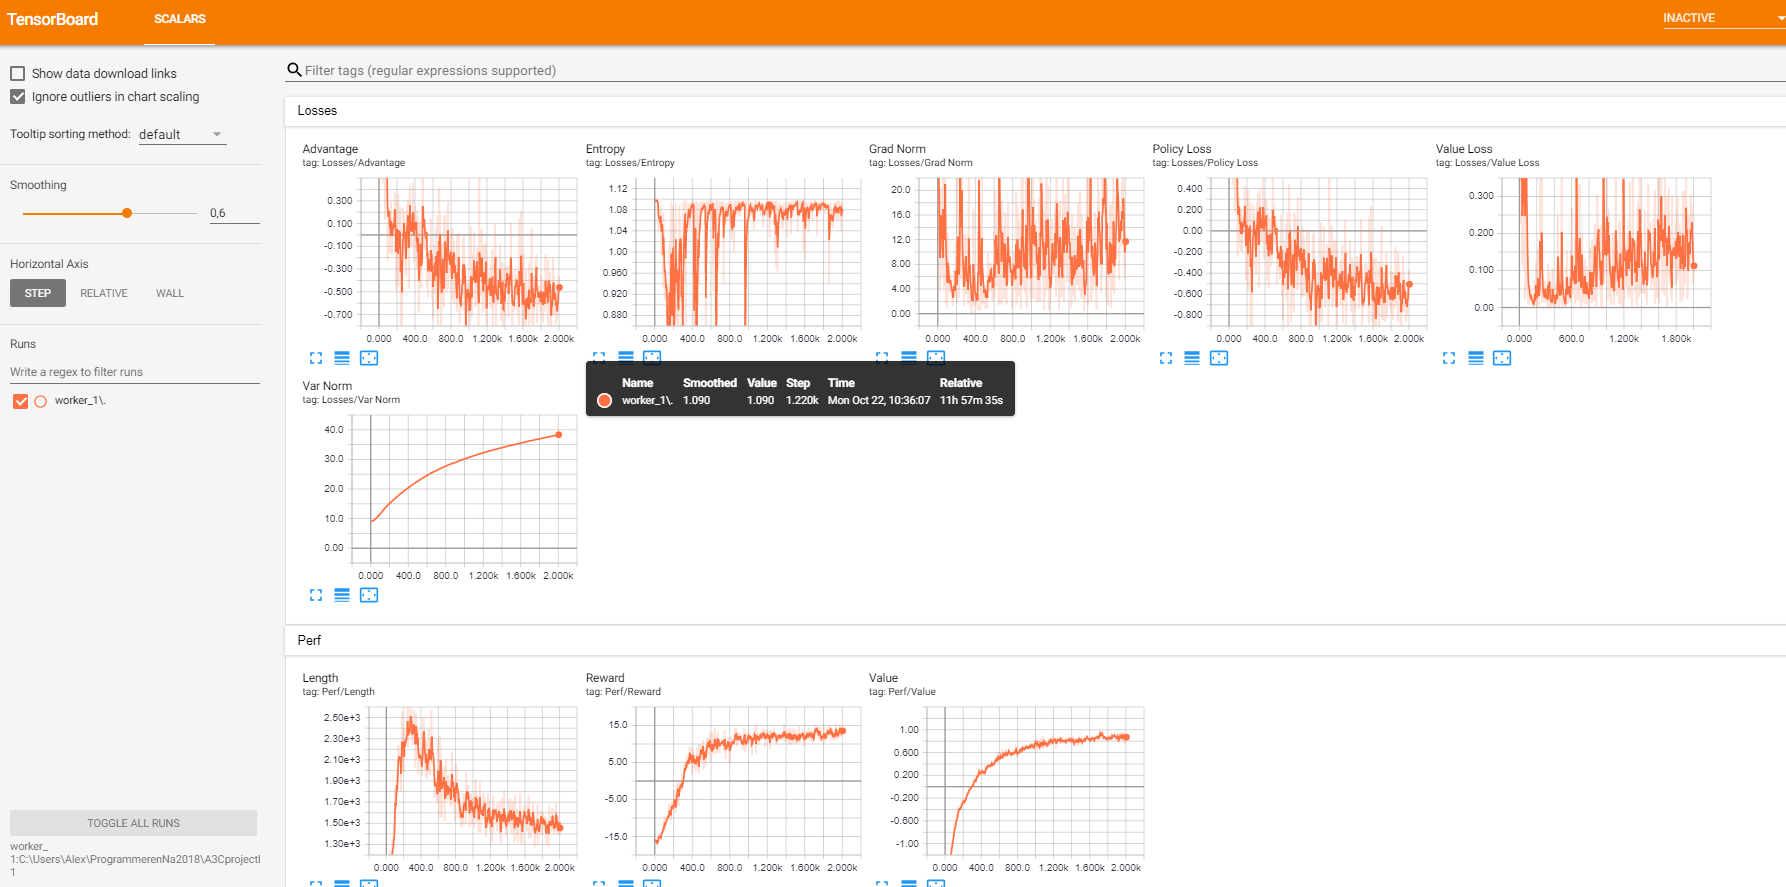 TensorBoard
SCALARS
INACTIVE
Show data download links
Ignore outliers in chart scaling
Tooltip sorting method: default
Smoothing
0,6
Horizontal Axis
STEP RELATIVE WALL
Runs
Write a regex to filter runs
worker_1\.
TOGGLE ALL RUNS
worker_
1:C:\Users\Alex\ProgrammerenNa2018\A3Cproject
1
Filter tags (regular expressions supported)
Losses
Advantage
tag: Losses/Advantage
0.300
0.100
-0.100
-0.300
-0.500
-0.700
0.000 400.0 800.0 1.200k 1.600k 2.000k
Entropy
tag: Losses/Entropy
1.12
1.08
1.04
1.00
0.960
0.920
0.880
0.000 400.0 800.0 1.200k 1.600k 2.000k
Grad Norm
tag: Losses/Grad Norm
20.0
16.0
12.0
8.00
4.00
0.00
0.000 400.0 800.0 1.200k 1.600k 2.000k
Policy Loss
tag: Losses/Policy Loss
0.400
0.200
0.00
-0.200
-0.400
-0.600
-0.800
0.000 400.0 800.0 1.200k 1.600k 2.000k
Value Loss
tag: Losses/Value Loss
0.300
0.200
0.100
0.00
0.000 600.0 1.200k 1.800k
Name Smoothed Value Step Time Relative
worker_1\. 1.090 1.090 1.220k Mon Oct 22, 10:36:07 11h 57m 35s
Var Norm
tag: Losses/Var Norm
40.0
30.0
20.0
10.0
0.00
0.000 400.0 800.0 1.200k 1.600k 2.000k
Perf
Length
tag: Perf/Length
2.50e+3
2.30e+3
2.10e+3
1.90e+3
1.70e+3
1.50e+3
1.30e+3
0.000 400.0 800.0 1.200k 1.600k 2.000k
Reward
tag: Perf/Reward
15.0
5.00
-5.00
-15.0
0.000 400.0 800.0 1.200k 1.600k 2.000k
Value
tag: Perf/Value
1.00
0.600
0.200
-0.200
-0.600
-1.00
0.000 400.0 800.0 1.200k 1.600k 2.000k